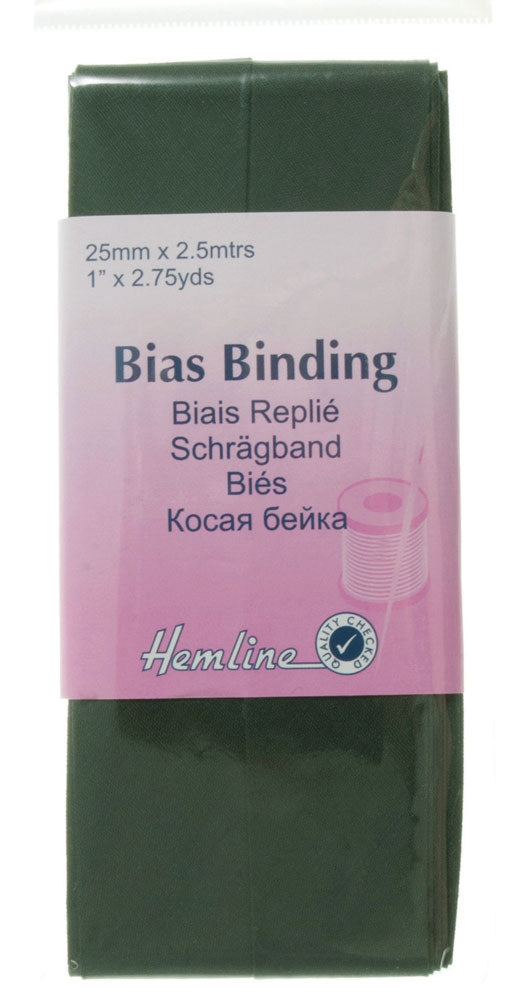 25mm x 2.5mtrs
1” x 2.75yds
Bias Binding
Biais Replié
Schrägband
Biés
Косая бейка
Hemline
QUALITY CHECKED